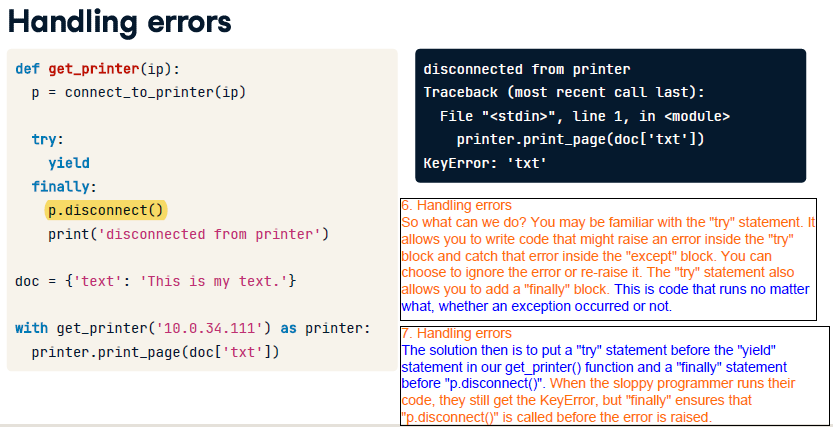 Handling errors
def get_printer(ip):
p = connect_to_printer(ip)
try:
yield
finally:
p.disconnect()
print('disconnected from printer')
doc = {'text': 'This is my text.'}
with get_printer('10.0.34.111') as printer:
printer.print_page(doc['txt'])
disconnected from printer
Traceback (most recent call last):
File "<stdin>", line 1, in <module>
printer.print_page(doc['txt'])
KeyError: 'txt'
6. Handling errors
So what can we do? You may be familiar with the "try" statement. It
allows you to write code that might raise an error inside the "try"
block and catch that error inside the "except" block. You can
choose to ignore the error or re-raise it. The "try" statement also
allows you to add a "finally" block. This is code that runs no matter
what, whether an exception occurred or not.
7. Handling errors
The solution then is to put a "try" statement before the "yield"
statement in our get_printer() function and a "finally" statement
before "p.disconnect()". When the sloppy programmer runs their
code, they still get the KeyError, but "finally" ensures that
"p.disconnect()" is called before the error is raised.